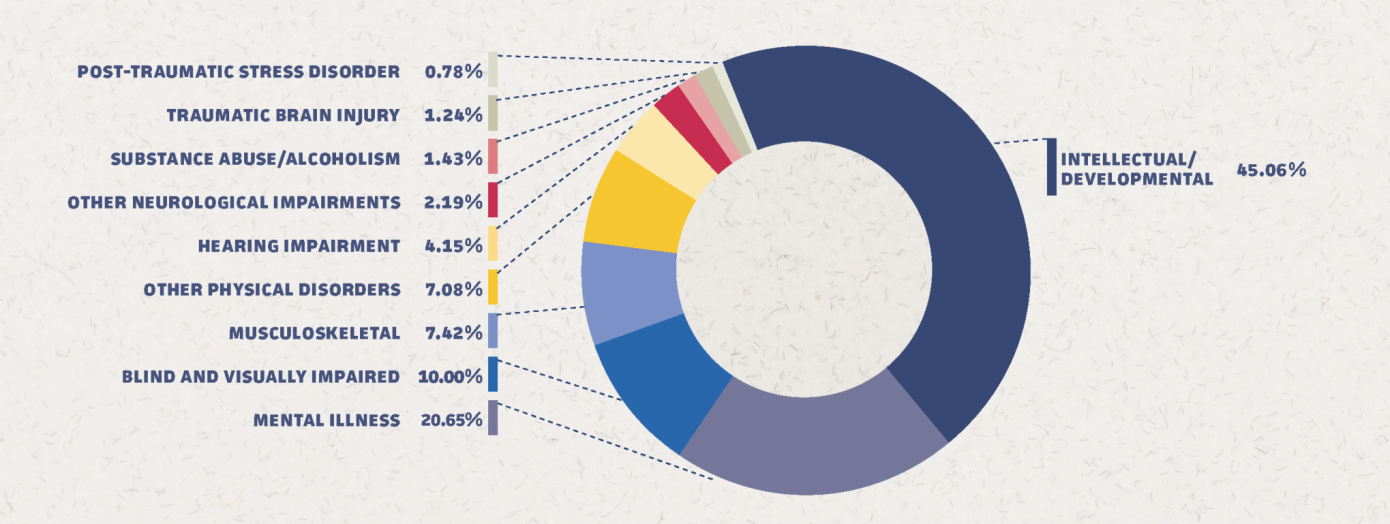 POST-TRAUMATIC STRESS DISORDER 0.78%
TRAUMATIC BRAIN INJURY 1.24%
SUBSTANCE ABUSE/ALCOHOLISM 1.43%
OTHER NEUROLOGICAL IMPAIRMENTS 2.19%
HEARING IMPAIRMENT 4.15%
OTHER PHYSICAL DISORDERS 7.08%
MUSCULOSKELETAL 7.42%
BLIND AND VISUALLY IMPAIRED 10.00%
MENTAL ILLNESS 20.65%
INTELLECTUAL/
DEVELOPMENTAL 45.06%